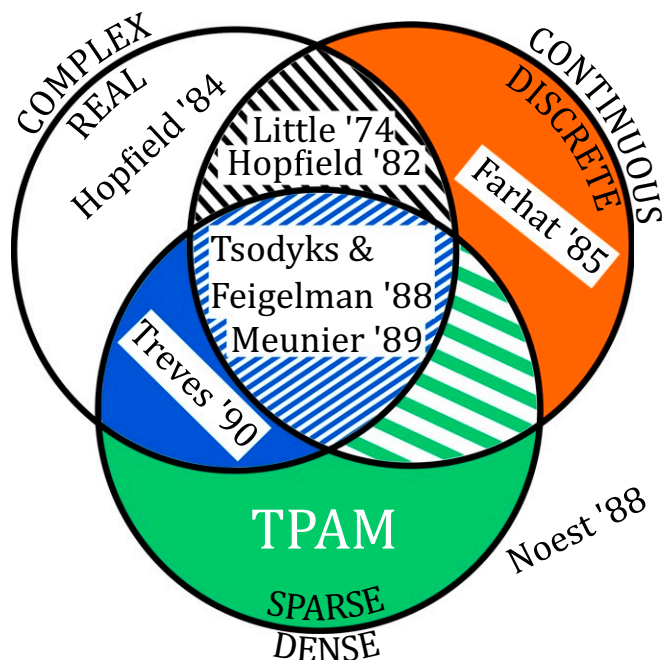 COMPLEX
REAL
CONTINUOUS
DISCRETE
Hopfield '84
Little '74
Hopfield '82
Farhat '85
Tsodyks &
Feigelman '88
Meunier '89
Treves '90
TPAM
Noest '88
SPARSE
DENSE